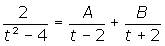 2/(t² − 4) = A/(t − 2) + B/(t + 2)